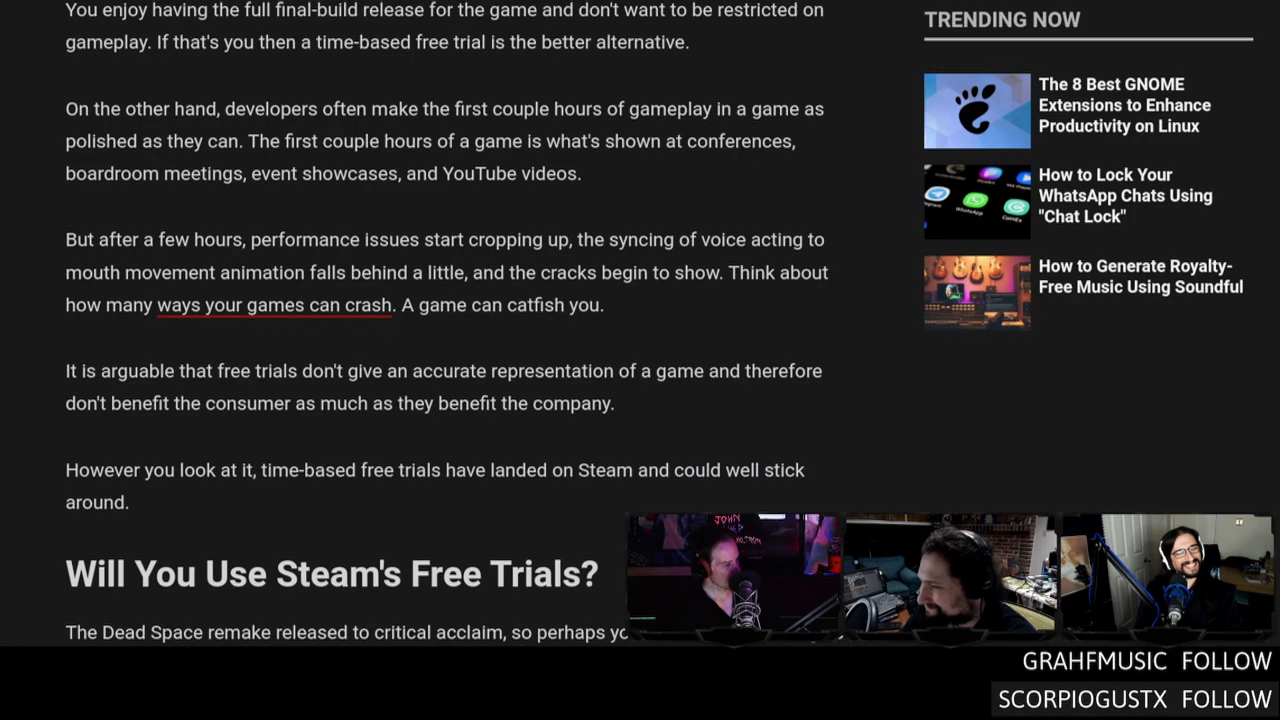 You enjoy having the full final-build release for the game and don't want to be restricted on
gameplay. If that's you then a time-based free trial is the better alternative.
On the other hand, developers often make the first couple hours of gameplay in a game as
polished as they can. The first couple hours of a game is what's shown at conferences,
boardroom meetings, event showcases, and YouTube videos.
But after a few hours, performance issues start cropping up, the syncing of voice acting to
mouth movement animation falls behind a little, and the cracks begin to show. Think about
how many ways your games can crash. A game can catfish you.
It is arguable that free trials don't give an accurate representation of a game and therefore
don't benefit the consumer as much as they benefit the company.
However you look at it, time-based free trials have landed on Steam and could well stick
around.
Will You Use Steam's Free Trials?
The Dead Space remake released to critical acclaim, so perhaps
TRENDING NOW
The 8 Best GNOME
Extensions to Enhance
Productivity on Linux
How to Lock Your
WhatsApp Chats Using
"Chat Lock"
How to Generate Royalty-
Free Music Using Soundful
WhatsApp
GRAHFMUSIC FOLLOW
SCORPIOGUSTX FOLLOW